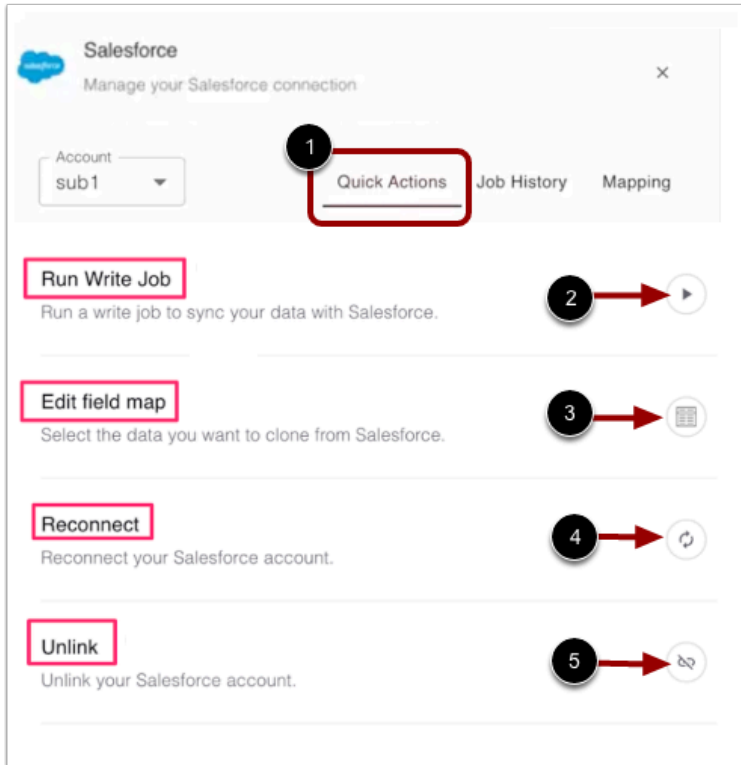 Salesforce
salesforce
Manage your Salesforce connection
Account
sub1
1
Quick Actions
Job History
Mapping
Run Write Job
Run a write job to sync your data with Salesforce.
2
Edit field map
Select the data you want to clone from Salesforce.
3
Reconnect
Reconnect your Salesforce account.
4
Unlink
Unlink your Salesforce account.
5